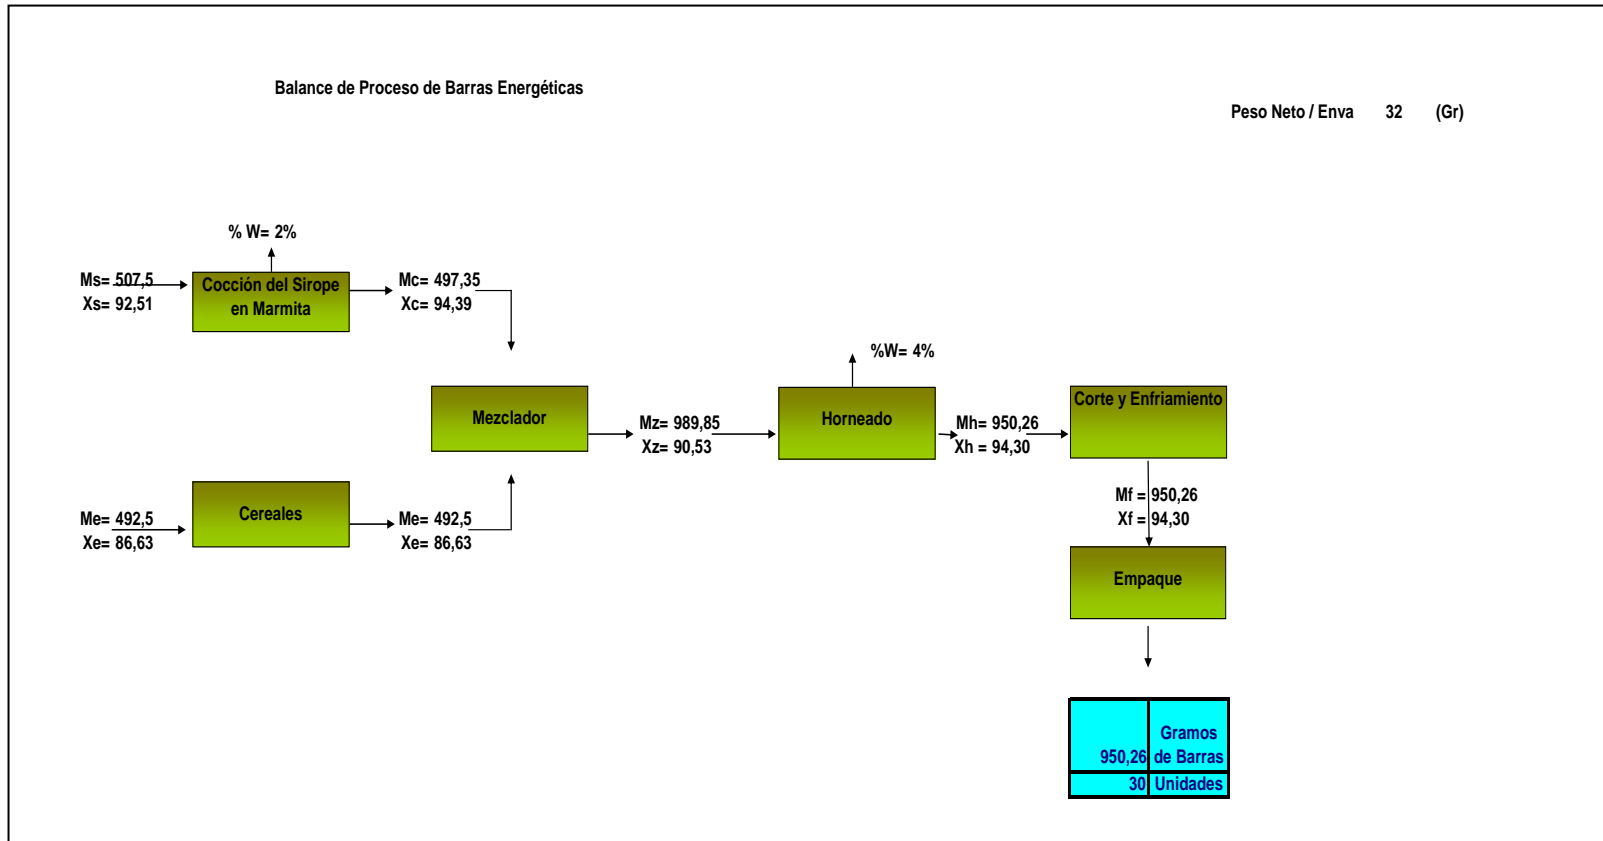 Balance de Proceso de Barras Energéticas
Peso Neto / Enva 32 (Gr)
% W= 2%
Ms= 507,5
Xs= 92,51
Cocción del Sirope
en Marmita
Mc= 497,35
Xc= 94,39
%W= 4%
Mezclador
Mz= 989,85
Xz= 90,53
Horneado
Mh= 950,26
Xh = 94,30
Corte y Enfriamiento
Me= 492,5
Xe= 86,63
Cereales
Me= 492,5
Xe= 86,63
Mf = 950,26
Xf = 94,30
Empaque
Gramos
950,26 de Barras
30 Unidades